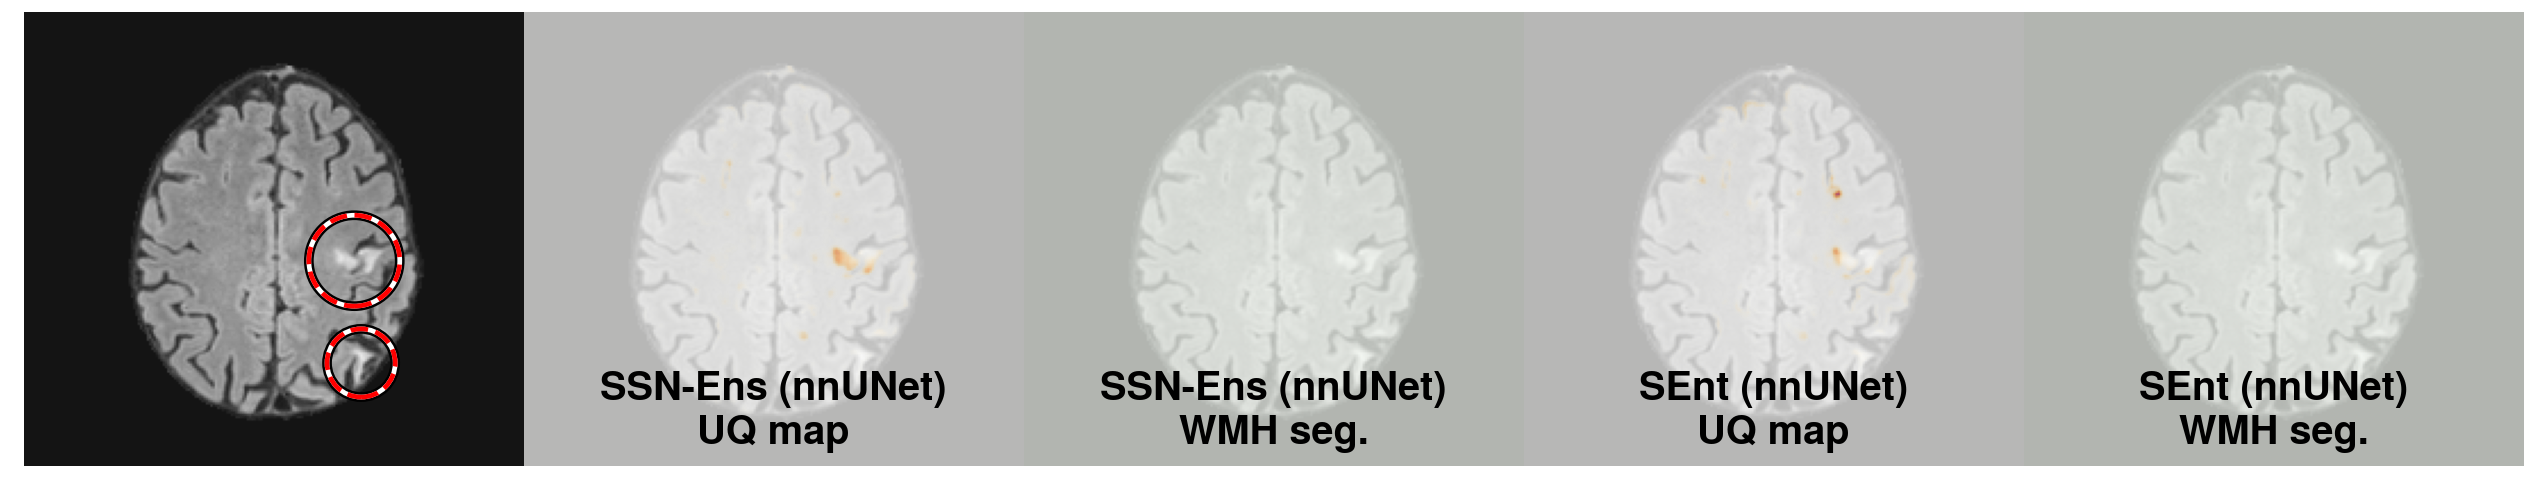 SSN-Ens (nnUNet)
UQ map
SSN-Ens (nnUNet)
WMH seg.
SEnt (nnUNet)
UQ map
SEnt (nnUNet)
WMH seg.